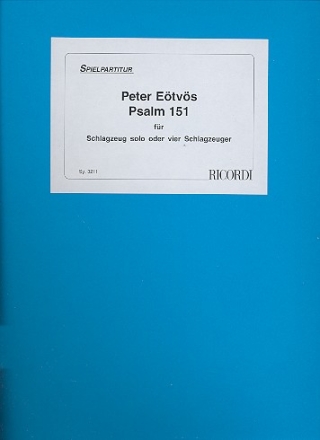 SPIELPARTITUR
Peter Eötvös
Psalm 151
für
Schlagzeug solo oder vier Schlagzeuger
RICORDI